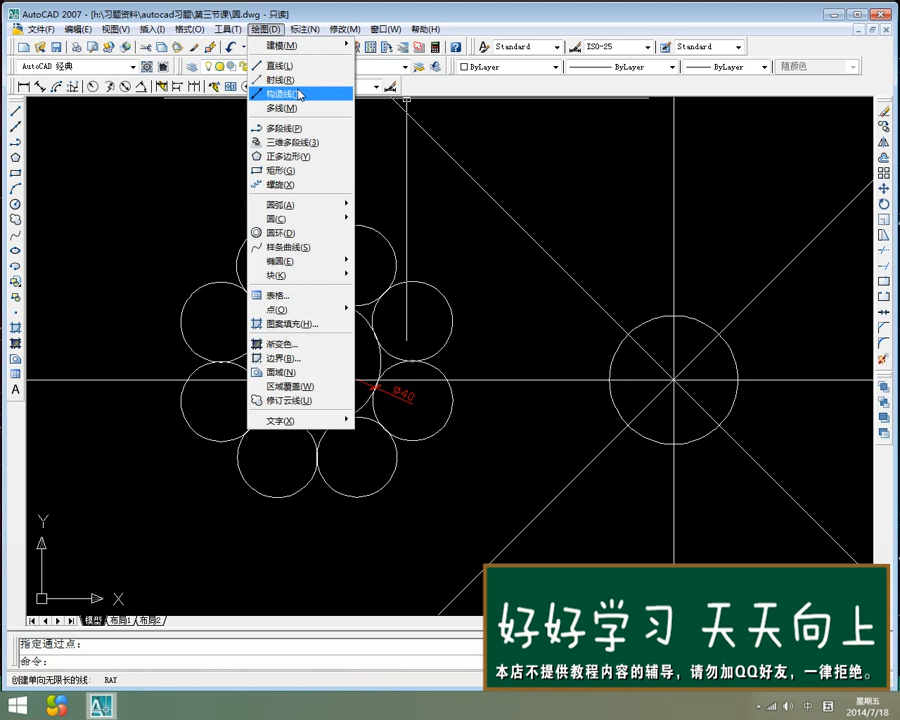 AutoCAD 2007 - [h:\习题资料\autocad习题\第三节课\圆.dwg - 只读]
文件(F) 编辑(E) 视图(V) 插入(I) 格式(O) 工具(T) 绘图(D) 标注(N) 修改(M) 窗口(W) 帮助(H)
Standard ISO-25 Standard
AutoCAD 经典 ByLayer ByLayer ByLayer 随颜色
建模(M)
直线(L)
射线(R)
构造线(
多线(M)
多段线(P)
三维多段线(3)
正多边形(Y)
矩形(G)
螺旋(X)
圆弧(A)
圆(C)
圆环(D)
样条曲线(S)
椭圆(E)
块(K)
表格...
点(O)
图案填充(H)...
渐变色...
边界(B)...
面域(N)
区域覆盖(W)
修订云线(U)
文字(X)
Ø40
Y
X
模型 布局1 布局2
指定通过点:
命令:
创建单向无限长的线: RAY
好好学习 天天向上
本店不提供教程内容的辅导，请勿加QQ好友，一律拒绝。
中
五
星期五
2014/7/18